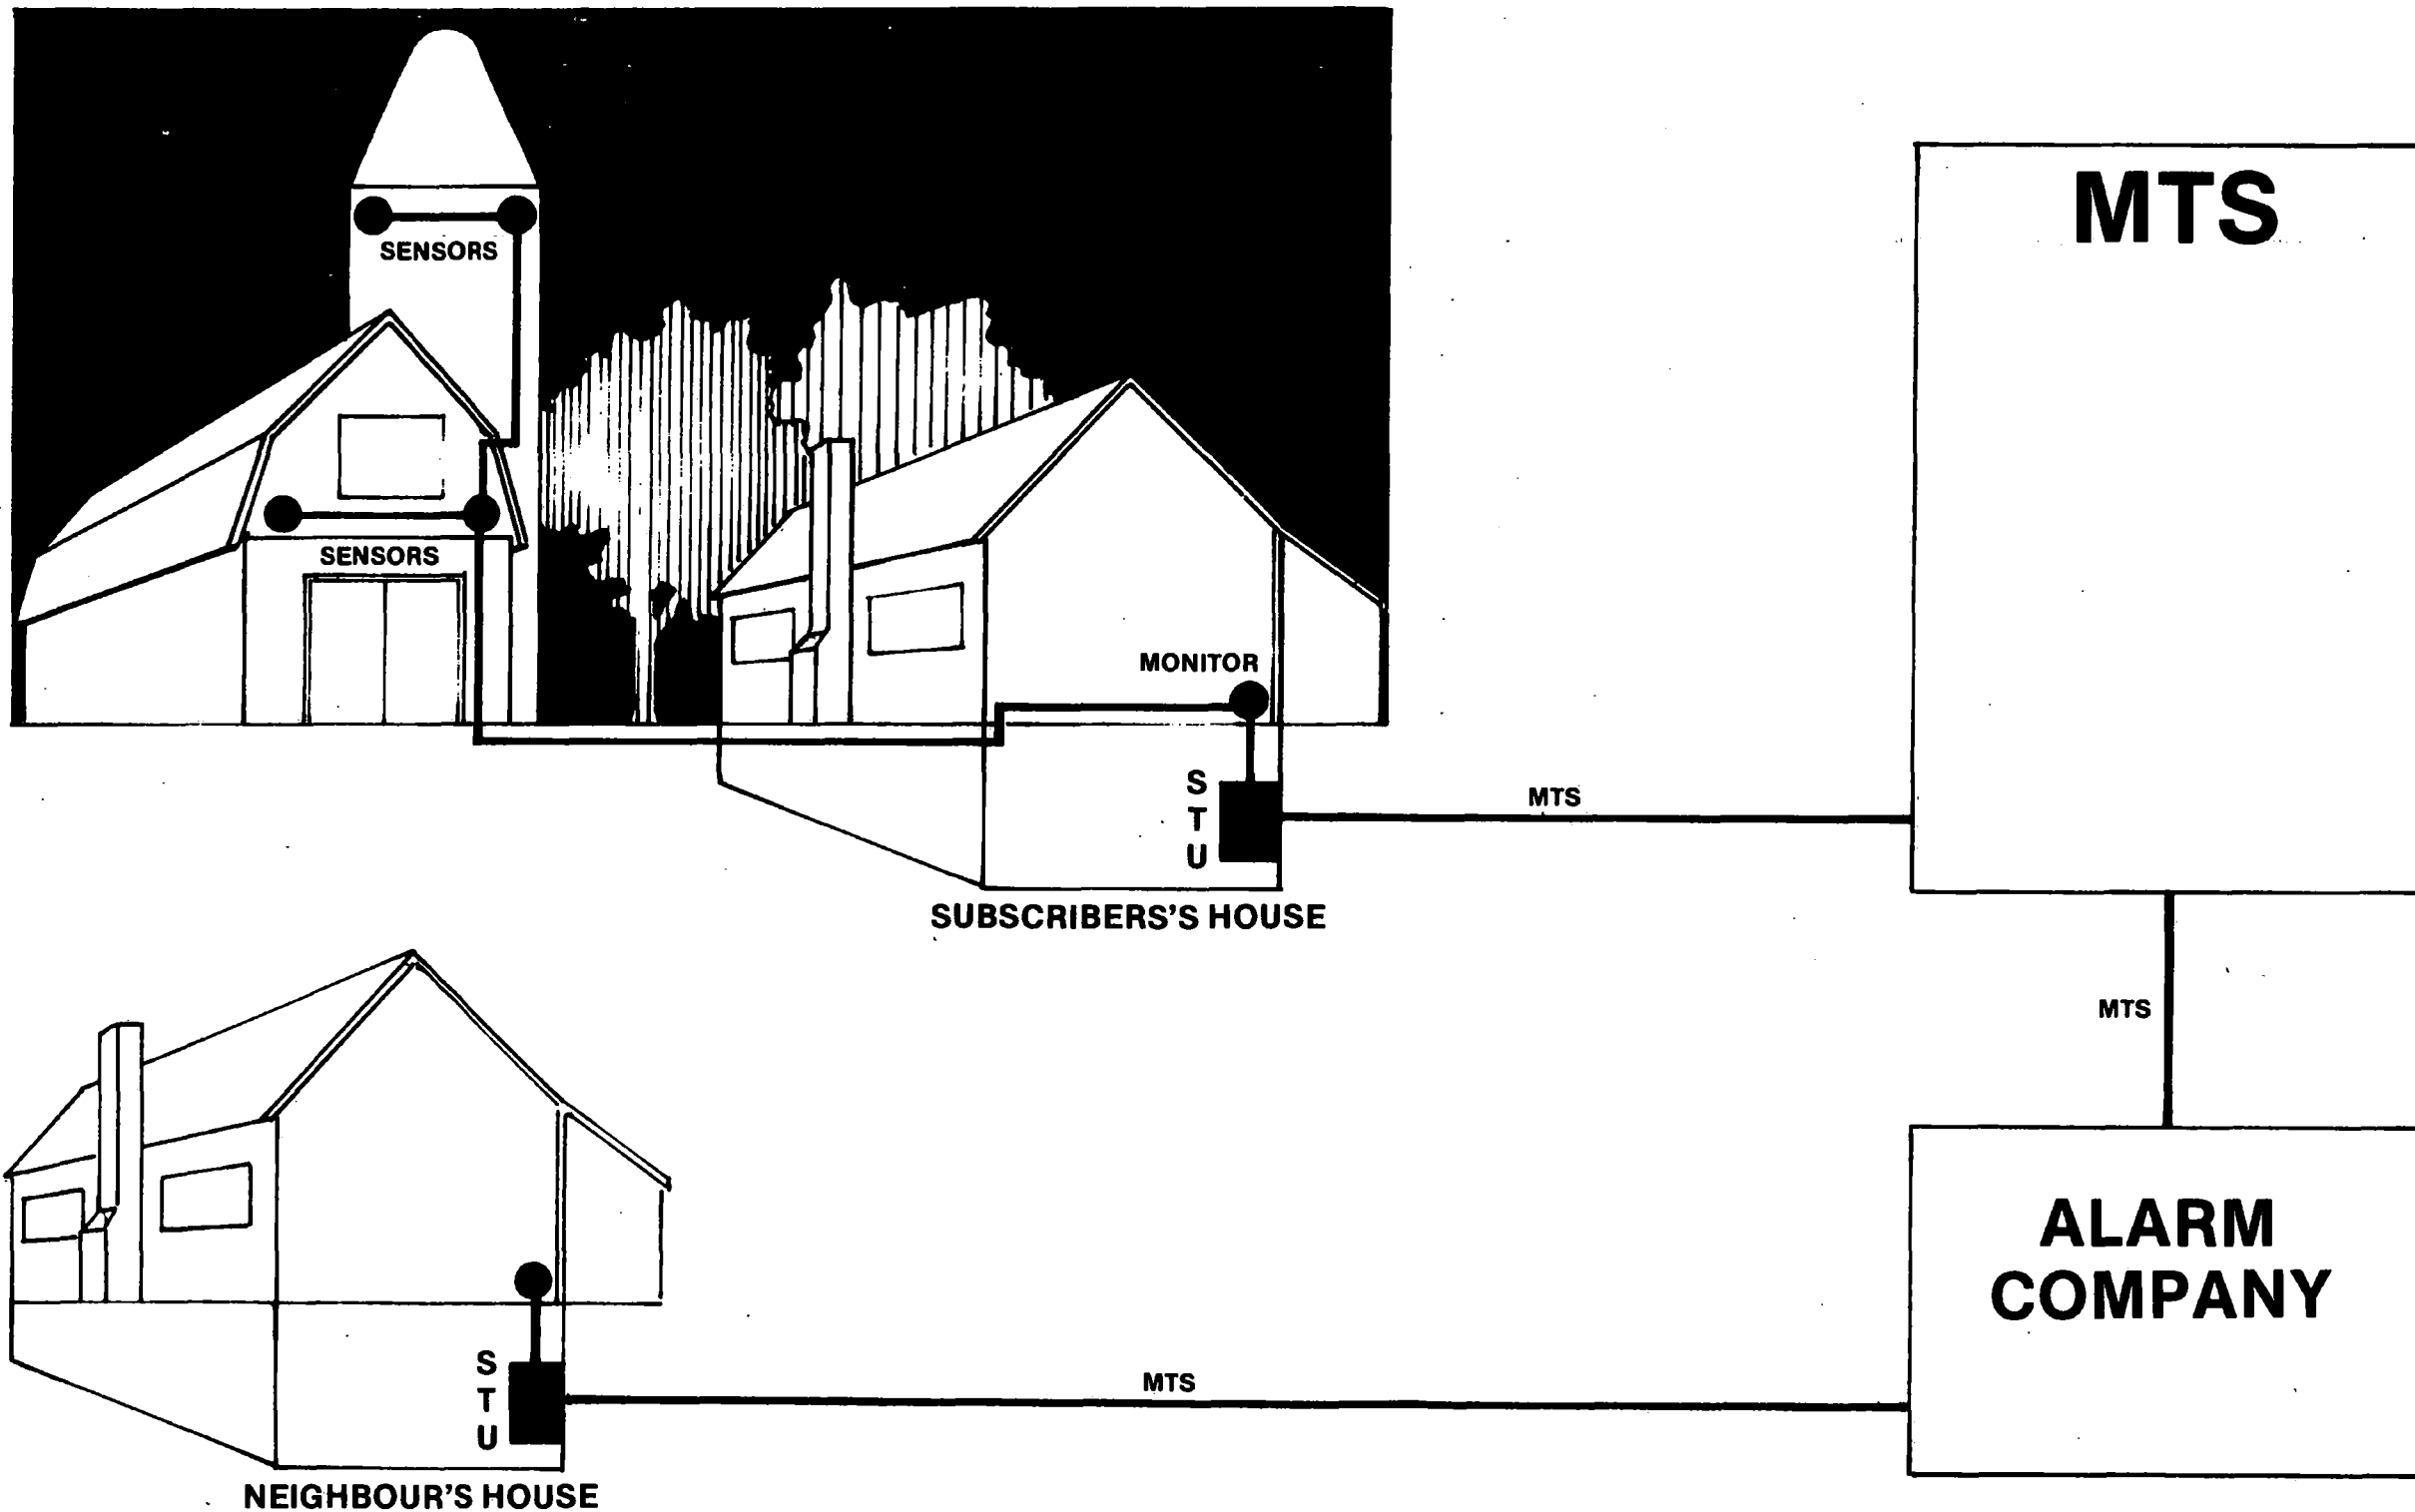 MTS
SENSORS
SENSORS
MONITOR
S
T
U
MTS
SUBSCRIBERS'S HOUSE
MTS
ALARM
COMPANY
S
T
U
MTS
NEIGHBOUR'S HOUSE